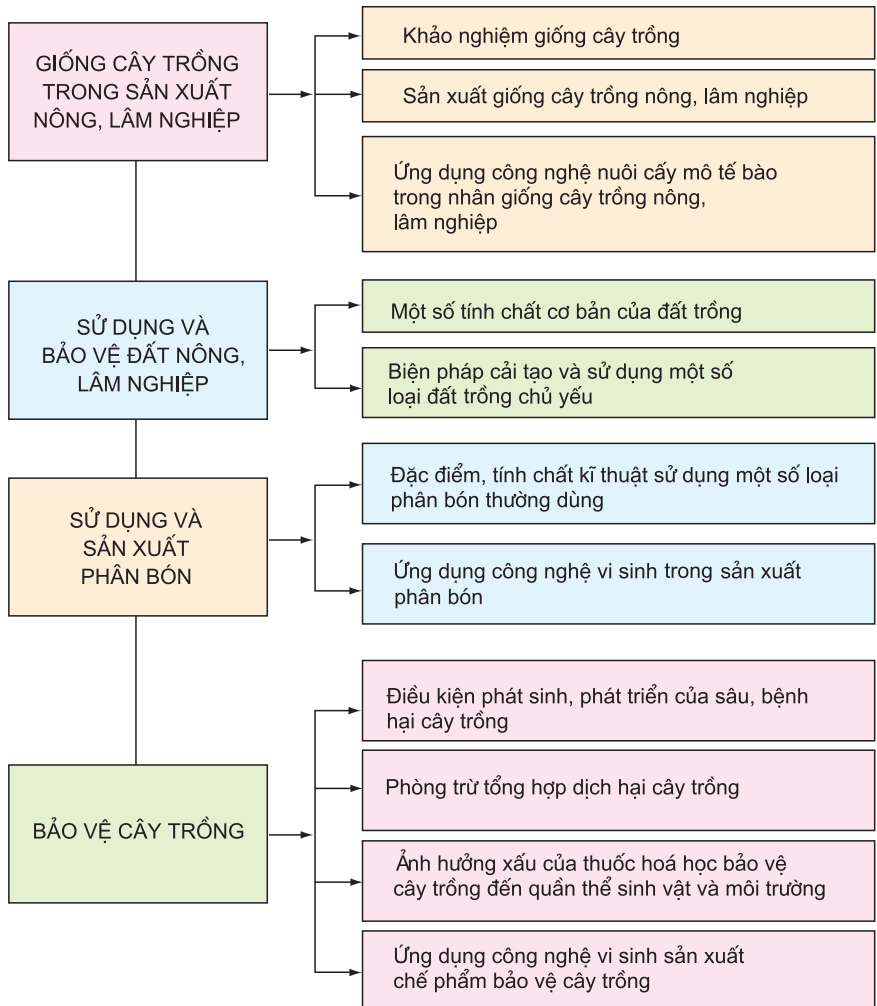 GIỐNG CÂY TRỒNG
TRONG SẢN XUẤT
NÔNG, LÂM NGHIỆP
Khảo nghiệm giống cây trồng
Sản xuất giống cây trồng nông, lâm nghiệp
Ứng dụng công nghệ nuôi cấy mô tế bào
trong nhân giống cây trồng nông,
lâm nghiệp
SỬ DỤNG VÀ
BẢO VỆ ĐẤT NÔNG,
LÂM NGHIỆP
Một số tính chất cơ bản của đất trồng
Biện pháp cải tạo và sử dụng một số
loại đất trồng chủ yếu
SỬ DỤNG VÀ
SẢN XUẤT
PHÂN BÓN
Đặc điểm, tính chất kĩ thuật sử dụng một số loại
phân bón thường dùng
Ứng dụng công nghệ vi sinh trong sản xuất
phân bón
BẢO VỆ CÂY TRỒNG
Điều kiện phát sinh, phát triển của sâu, bệnh
hại cây trồng
Phòng trừ tổng hợp dịch hại cây trồng
Ảnh hưởng xấu của thuốc hoá học bảo vệ
cây trồng đến quần thể sinh vật và môi trường
Ứng dụng công nghệ vi sinh sản xuất
chế phẩm bảo vệ cây trồng